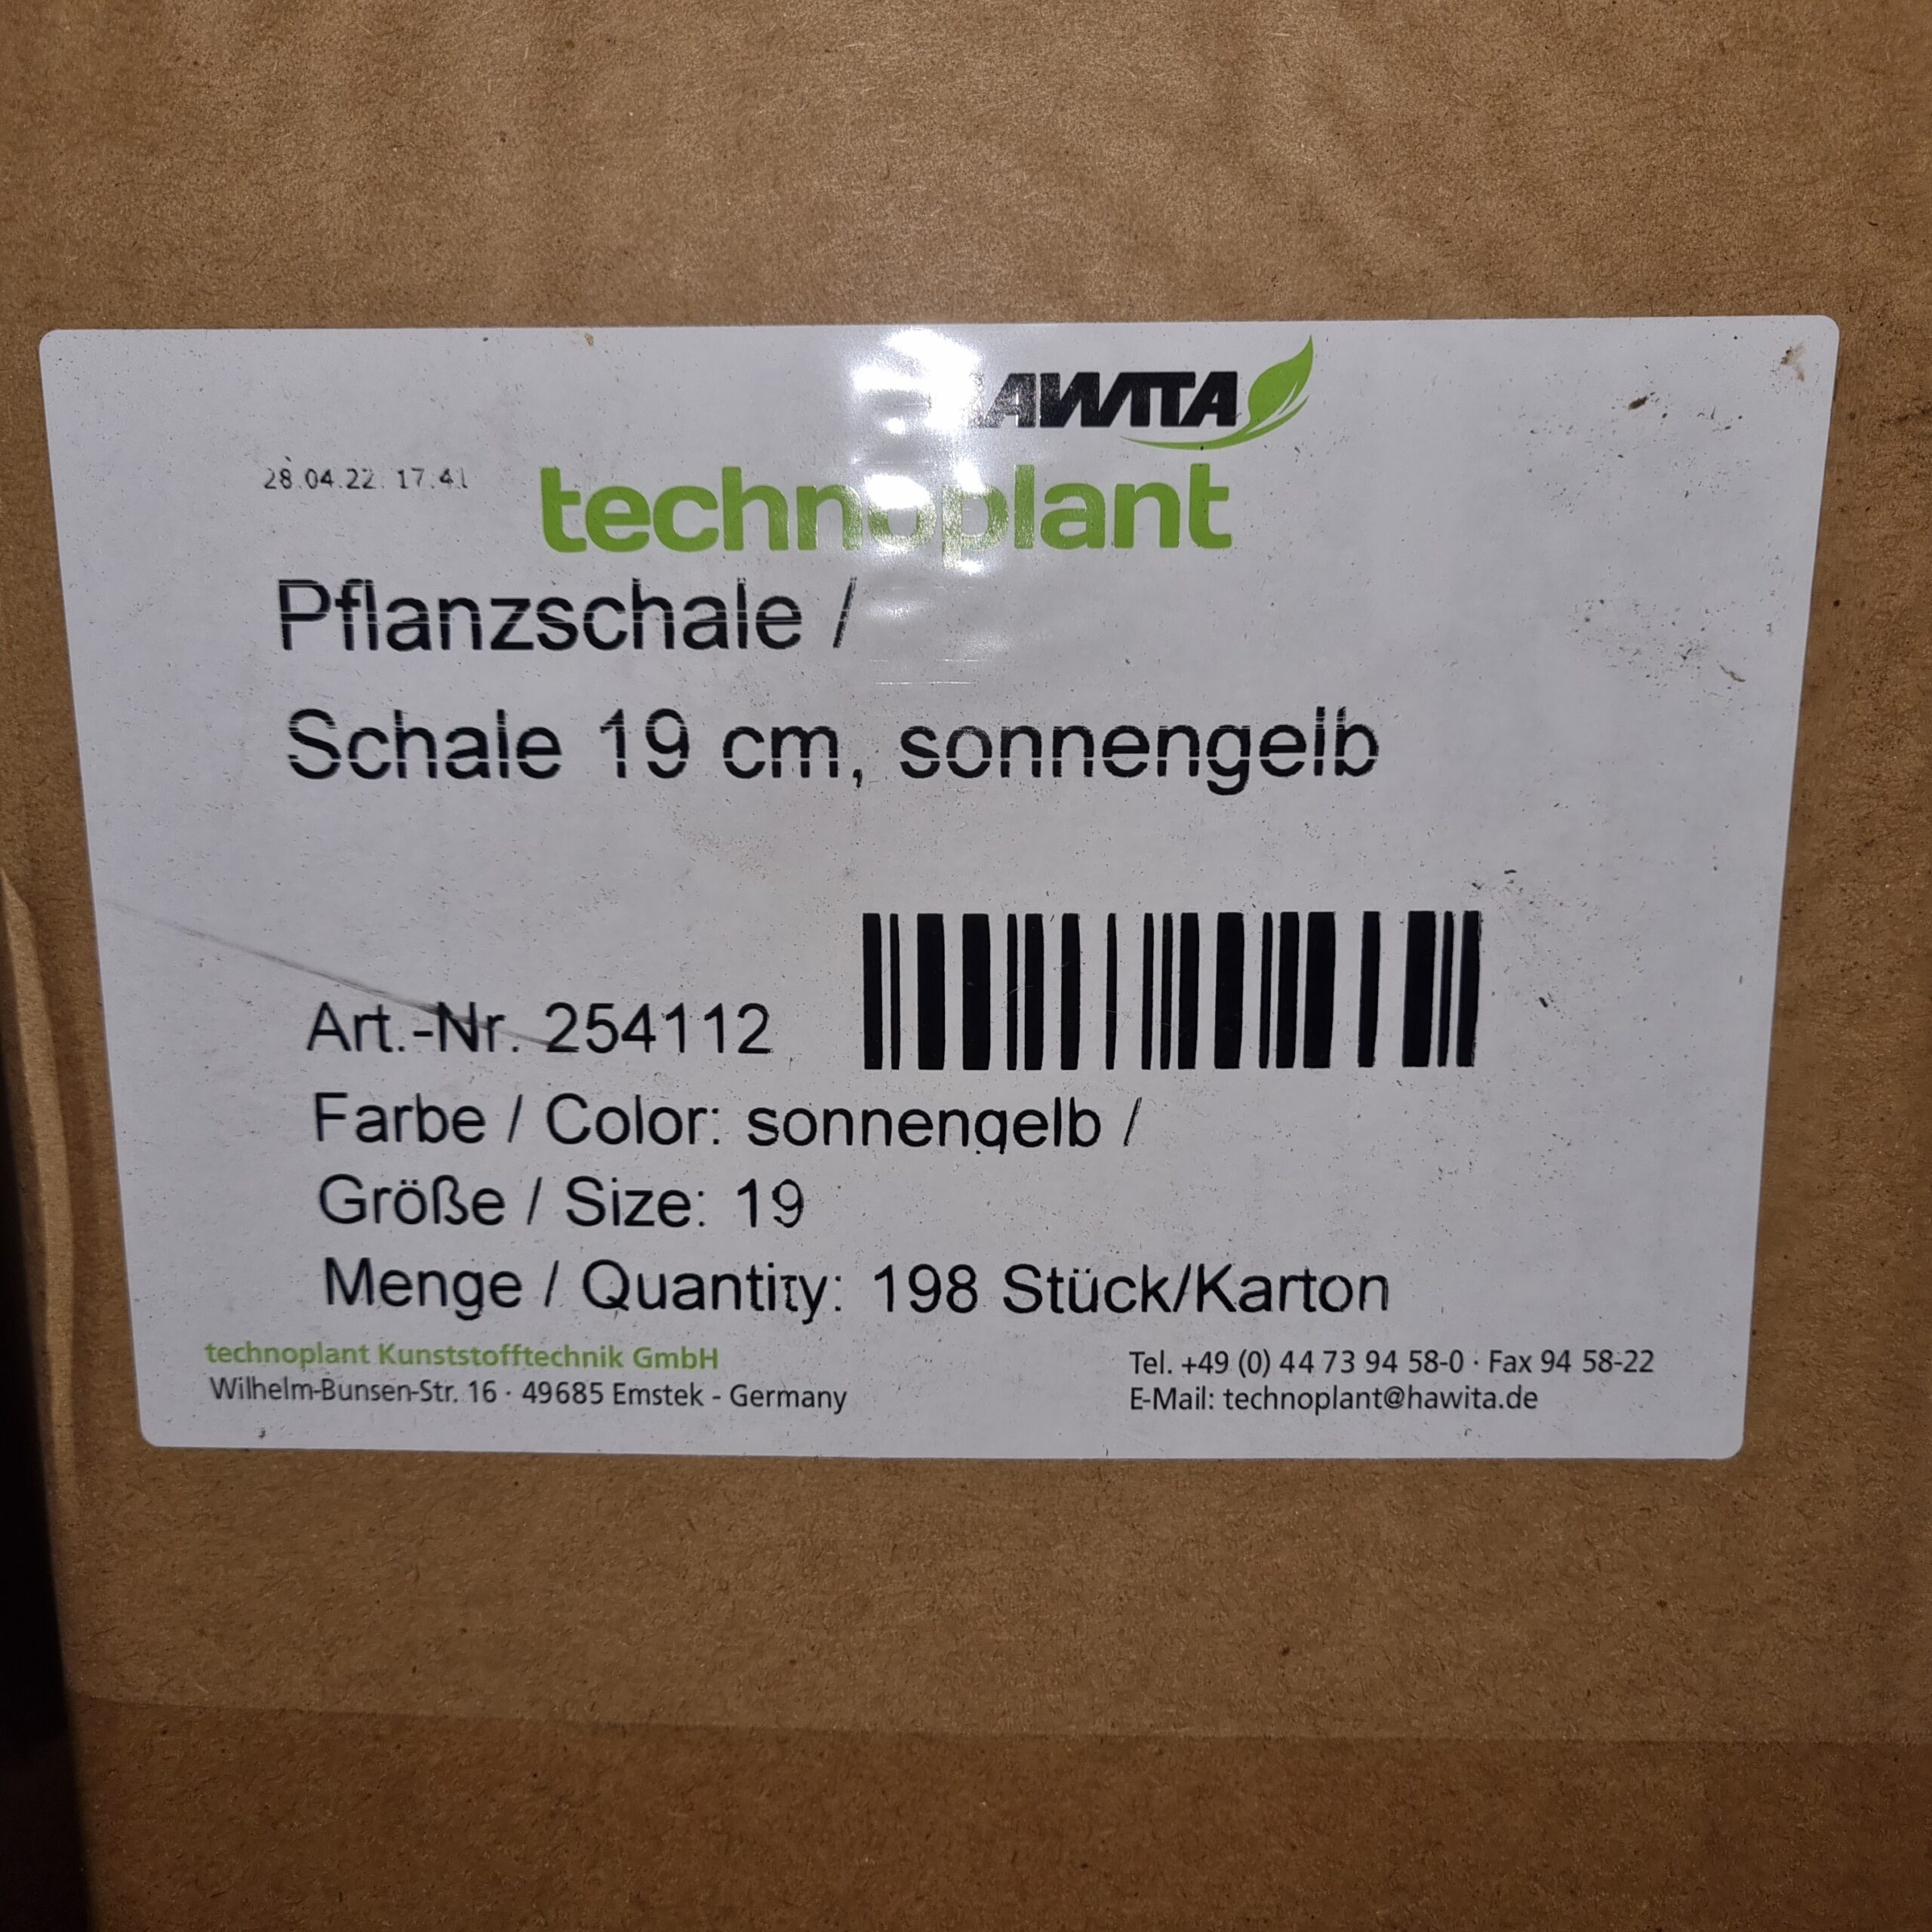 HAWITA
28.04.22 17:41
technoplant
Pflanzschale /
Schale 19 cm, sonnengelb
Art.-Nr. 254112
Farbe / Color: sonnengelb /
Größe / Size: 19
Menge / Quantity: 198 Stück/Karton
technoplant Kunststofftechnik GmbH
Wilhelm-Bunsen-Str. 16 · 49685 Emstek - Germany
Tel. +49 (0) 44 73 94 58-0 · Fax 94 58-22
E-Mail: technoplant@hawita.de